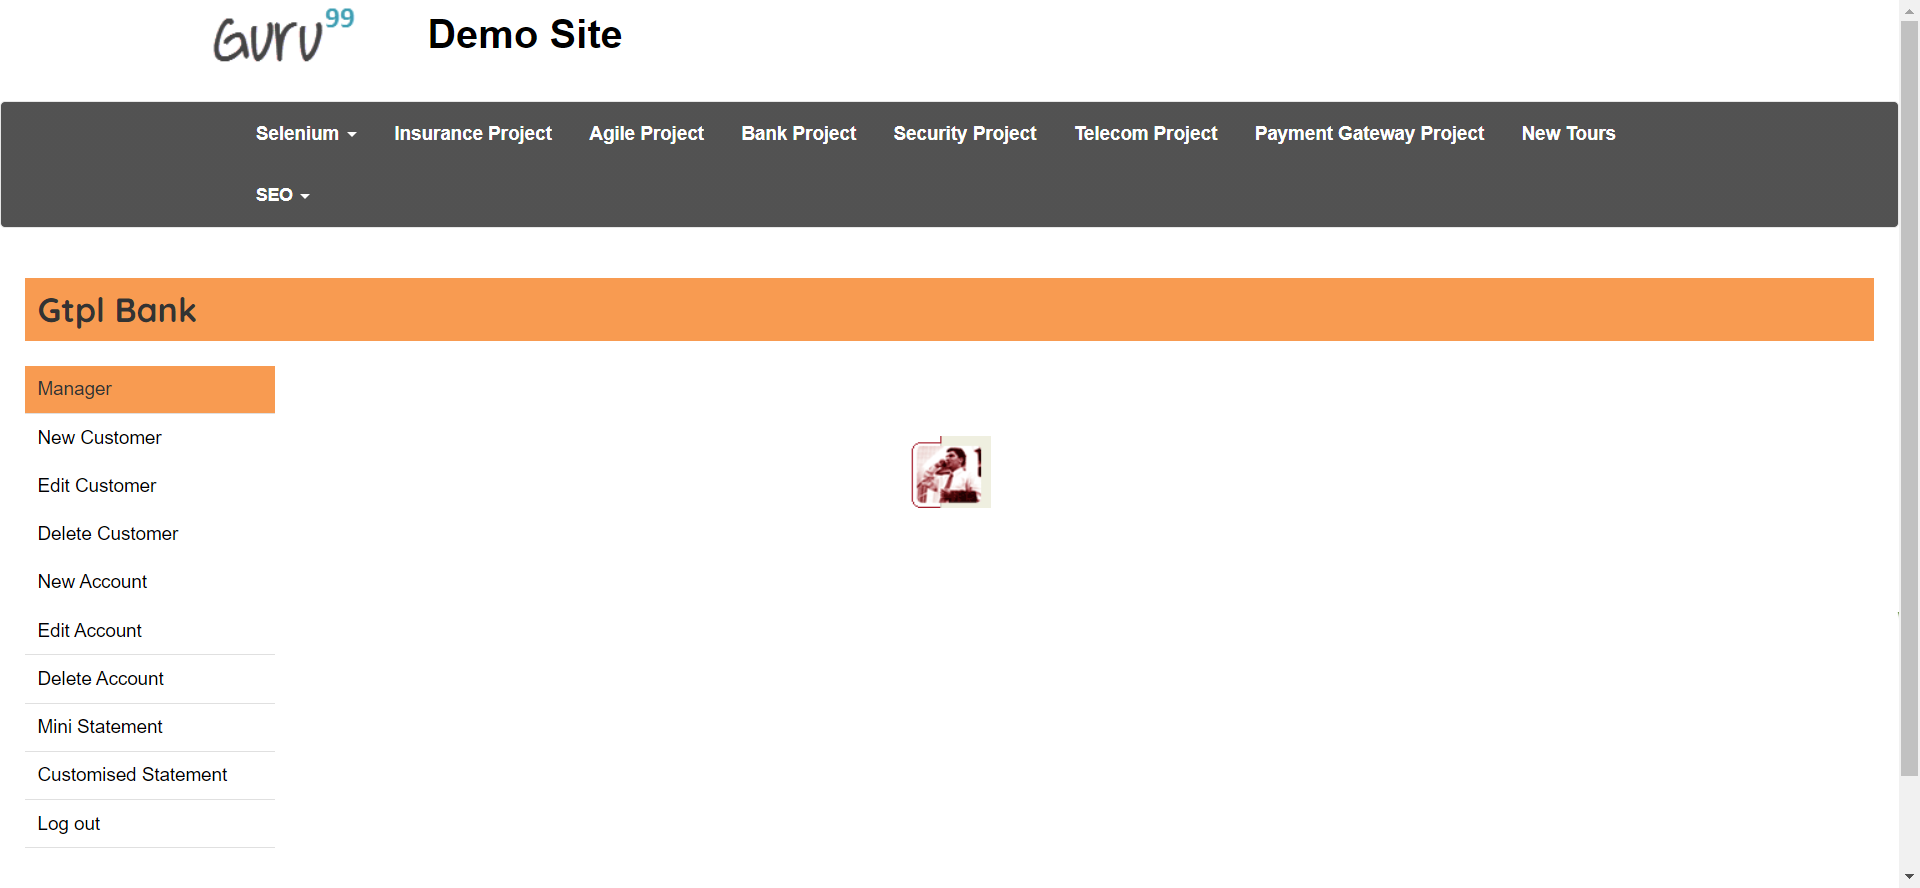 Guru99
Demo Site
Selenium Insurance Project Agile Project Bank Project Security Project Telecom Project Payment Gateway Project New Tours
SEO
Gtpl Bank
Manager
New Customer
Edit Customer
Delete Customer
New Account
Edit Account
Delete Account
Mini Statement
Customised Statement
Log out